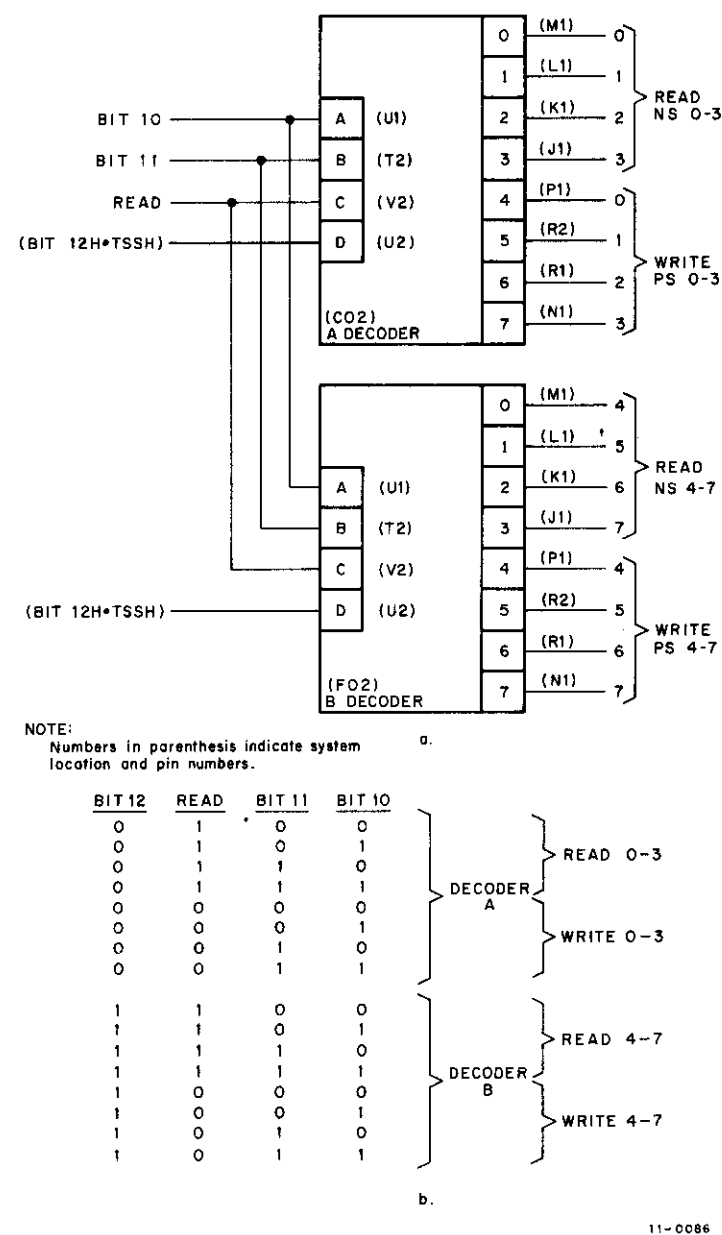 0 (M1) 0
1 (L1) 1
READ
NS 0-3
BIT 10 A (U1) 2 (K1) 2
BIT 11 B (T2) 3 (J1) 3
READ C (V2) 4 (P1) 0
(BIT 12H•TSSH) D (U2) 5 (R2) 1
WRITE
PS 0-3
6 (R1) 2
(C02)
A DECODER
7 (N1) 3
0 (M1) 4
1 (L1) 5
READ
NS 4-7
A (U1) 2 (K1) 6
B (T2) 3 (J1) 7
C (V2) 4 (P1) 4
(BIT 12H•TSSH) D (U2) 5 (R2) 5
WRITE
PS 4-7
6 (R1) 6
(F02)
B DECODER
7 (N1) 7
NOTE:
Numbers in parenthesis indicate system
location and pin numbers.
a.
BIT 12 READ BIT 11 BIT 10
0 1 0 0
0 1 0 1
READ 0-3
0 1 1 0
0 1 1 1
DECODER
A
0 0 0 0
0 0 0 1
WRITE 0-3
0 0 1 0
0 0 1 1
1 1 0 0
1 1 0 1
READ 4-7
1 1 1 0
1 1 1 1
DECODER
B
1 0 0 0
1 0 0 1
WRITE 4-7
1 0 1 0
1 0 1 1
b.
11-0086